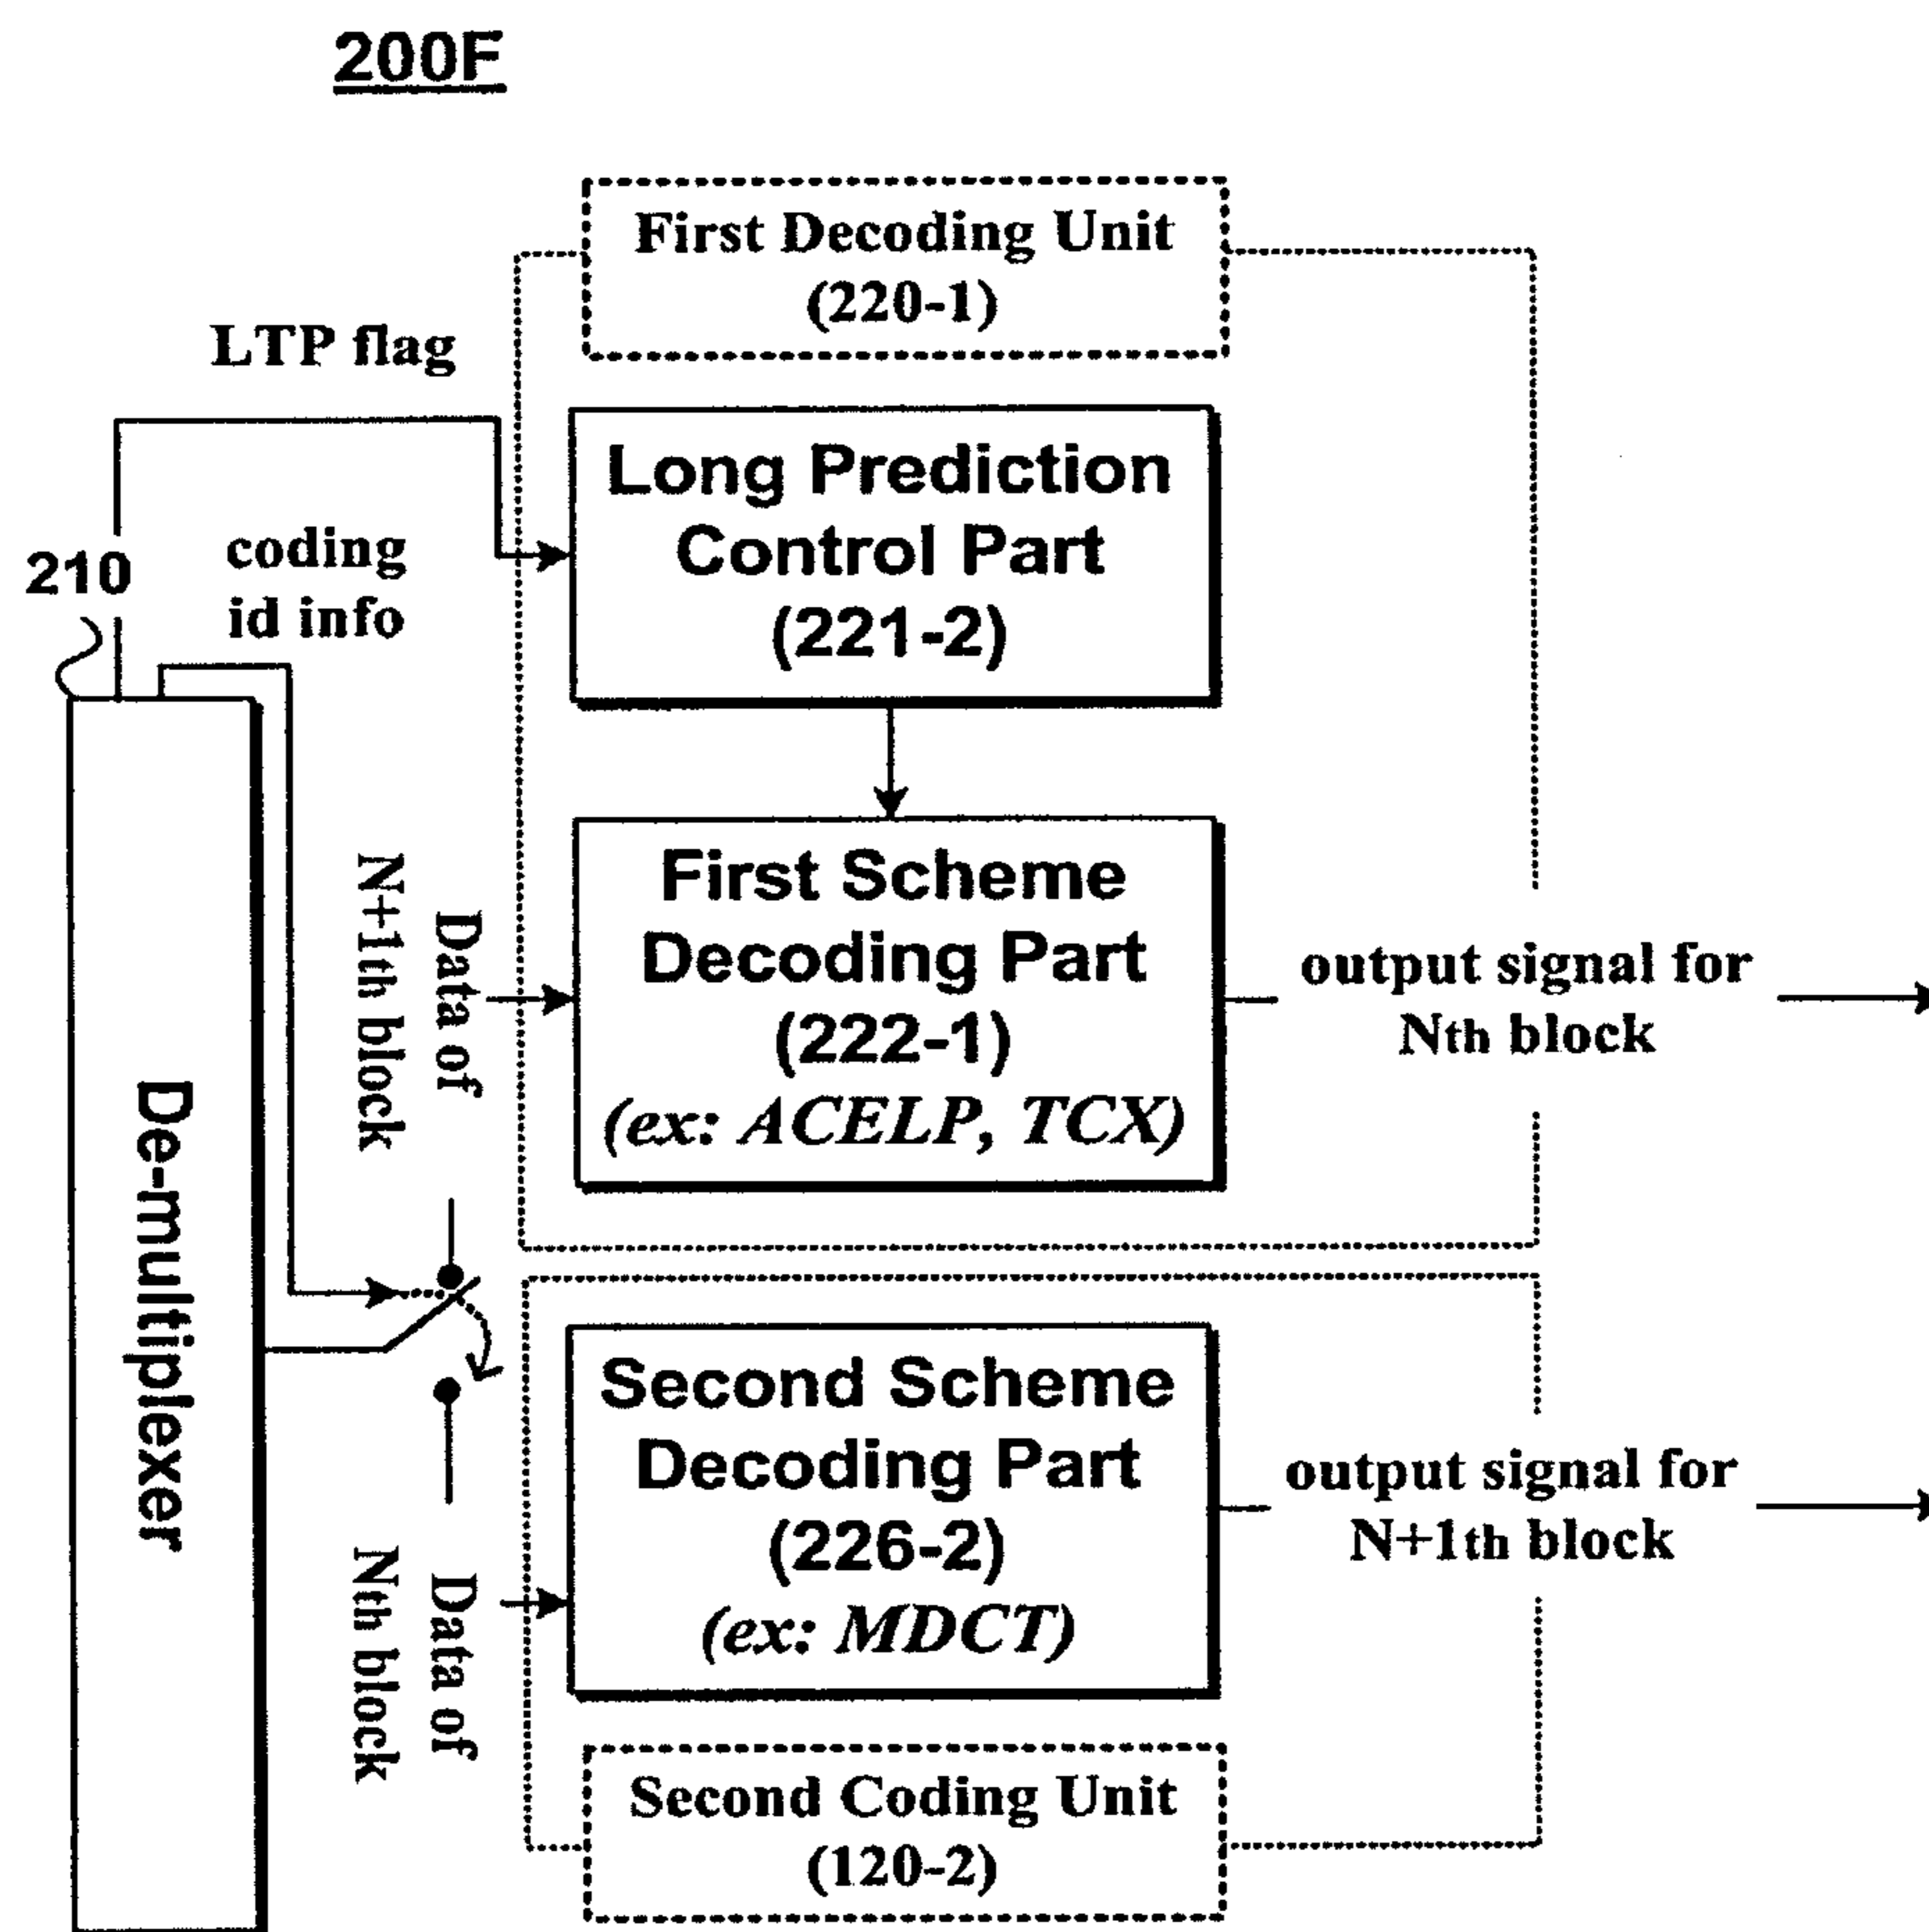 200F
First Decoding Unit
(220-1)
LTP flag
Long Prediction
Control Part
(221-2)
210
coding
id info
First Scheme
Decoding Part
(222-1)
(ex: ACELP, TCX)
Data of
N+1th block
output signal for
Nth block
De-multiplexer
Second Scheme
Decoding Part
(226-2)
(ex: MDCT)
Data of
Nth block
output signal for
N+1th block
Second Coding Unit
(120-2)